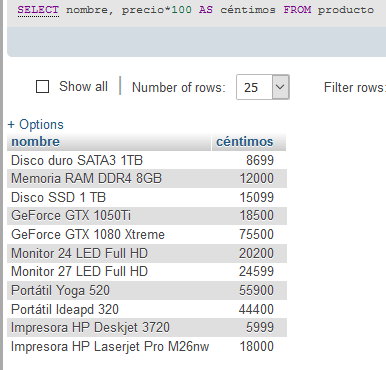 SELECT nombre, precio*100 AS céntimos FROM producto
Show all | Number of rows: 25 Filter rows:
+ Options
nombre céntimos
Disco duro SATA3 1TB 8699
Memoria RAM DDR4 8GB 12000
Disco SSD 1 TB 15099
GeForce GTX 1050Ti 18500
GeForce GTX 1080 Xtreme 75500
Monitor 24 LED Full HD 20200
Monitor 27 LED Full HD 24599
Portátil Yoga 520 55900
Portátil Ideapd 320 44400
Impresora HP Deskjet 3720 5999
Impresora HP Laserjet Pro M26nw 18000